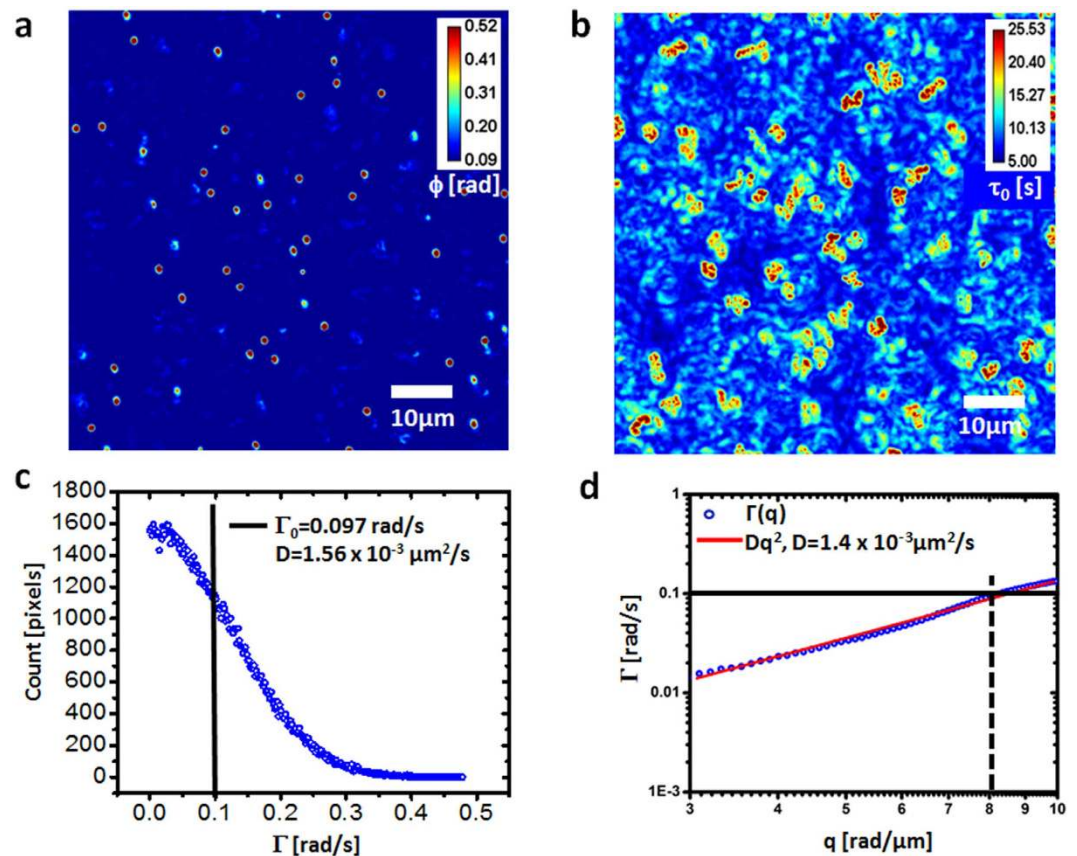 a
0.52
0.41
0.31
0.20
0.09
ϕ [rad]
10μm
b
25.53
20.40
15.27
10.13
5.00
τ0 [s]
10μm
c
1800
1600
1400
1200
1000
800
600
400
200
0
Count [pixels]
Γ0=0.097 rad/s
D=1.56 x 10-3 μm2/s
0.0 0.1 0.2 0.3 0.4 0.5
Γ [rad/s]
d
1
0.1
0.01
1E-3
Γ [rad/s]
Γ(q)
Dq2, D=1.4 x 10-3μm2/s
3 4 5 6 7 8 9 10
q [rad/μm]